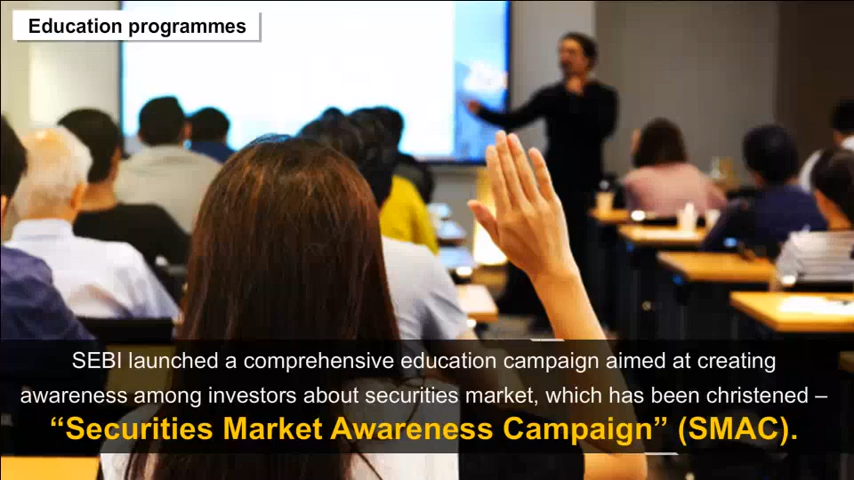 Education programmes
SEBI launched a comprehensive education campaign aimed at creating
awareness among investors about securities market, which has been christened –
“Securities Market Awareness Campaign” (SMAC).